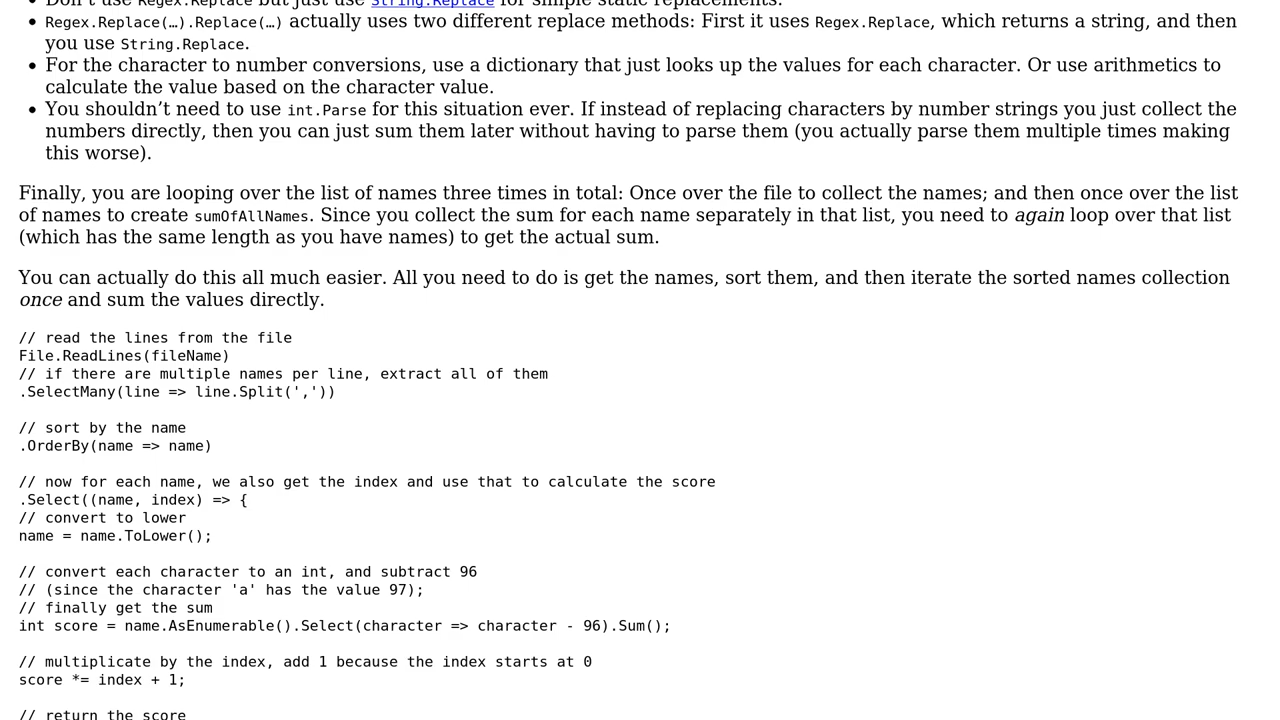 Don't use Regex.Replace but just use String.Replace for simple static replacements.
Regex.Replace(…).Replace(…) actually uses two different replace methods: First it uses Regex.Replace, which returns a string, and then
you use String.Replace.
For the character to number conversions, use a dictionary that just looks up the values for each character. Or use arithmetics to
calculate the value based on the character value.
You shouldn’t need to use int.Parse for this situation ever. If instead of replacing characters by number strings you just collect the
numbers directly, then you can just sum them later without having to parse them (you actually parse them multiple times making
this worse).
Finally, you are looping over the list of names three times in total: Once over the file to collect the names; and then once over the list
of names to create sumOfAllNames. Since you collect the sum for each name separately in that list, you need to again loop over that list
(which has the same length as you have names) to get the actual sum.
You can actually do this all much easier. All you need to do is get the names, sort them, and then iterate the sorted names collection
once and sum the values directly.
// read the lines from the file
File.ReadLines(fileName)
// if there are multiple names per line, extract all of them
.SelectMany(line => line.Split(','))
// sort by the name
.OrderBy(name => name)
// now for each name, we also get the index and use that to calculate the score
.Select((name, index) => {
// convert to lower
name = name.ToLower();
// convert each character to an int, and subtract 96
// (since the character 'a' has the value 97);
// finally get the sum
int score = name.AsEnumerable().Select(character => character - 96).Sum();
// multiplicate by the index, add 1 because the index starts at 0
score *= index + 1;
// return the score